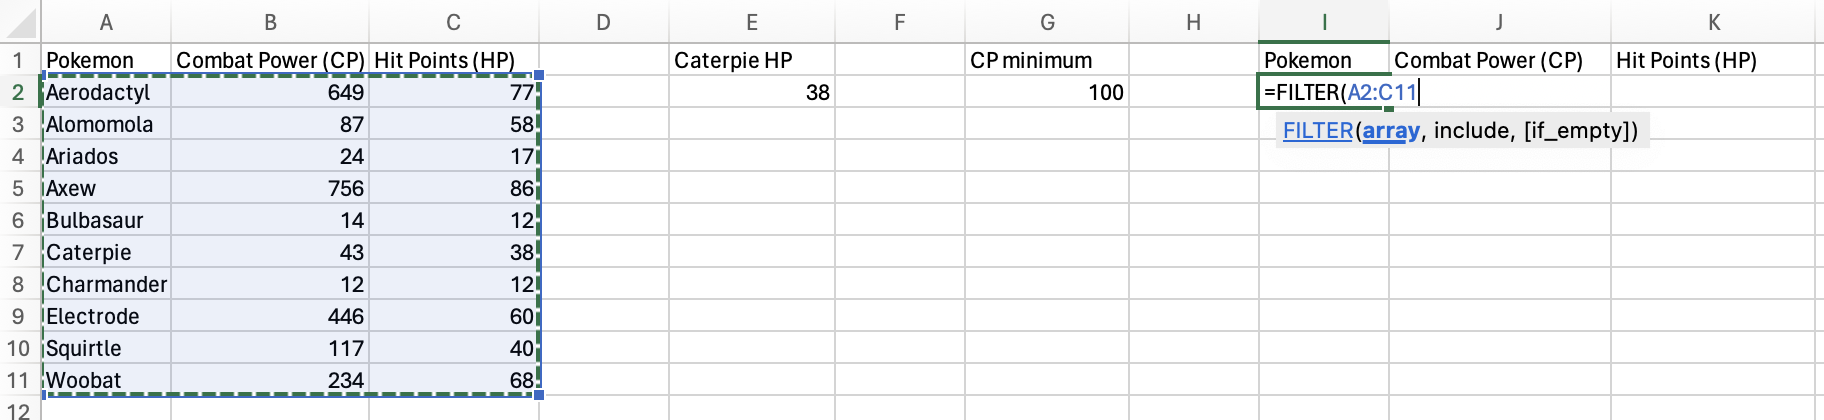 A B C D E F G H I J K
1 Pokemon Combat Power (CP) Hit Points (HP) Caterpie HP CP minimum Pokemon Combat Power (CP) Hit Points (HP)
2 Aerodactyl 649 77 38 100 =FILTER(A2:C11
3 Alomomola 87 58 FILTER(array, include, [if_empty])
4 Ariados 24 17
5 Axew 756 86
6 Bulbasaur 14 12
7 Caterpie 43 38
8 Charmander 12 12
9 Electrode 446 60
10 Squirtle 117 40
11 Woobat 234 68
12